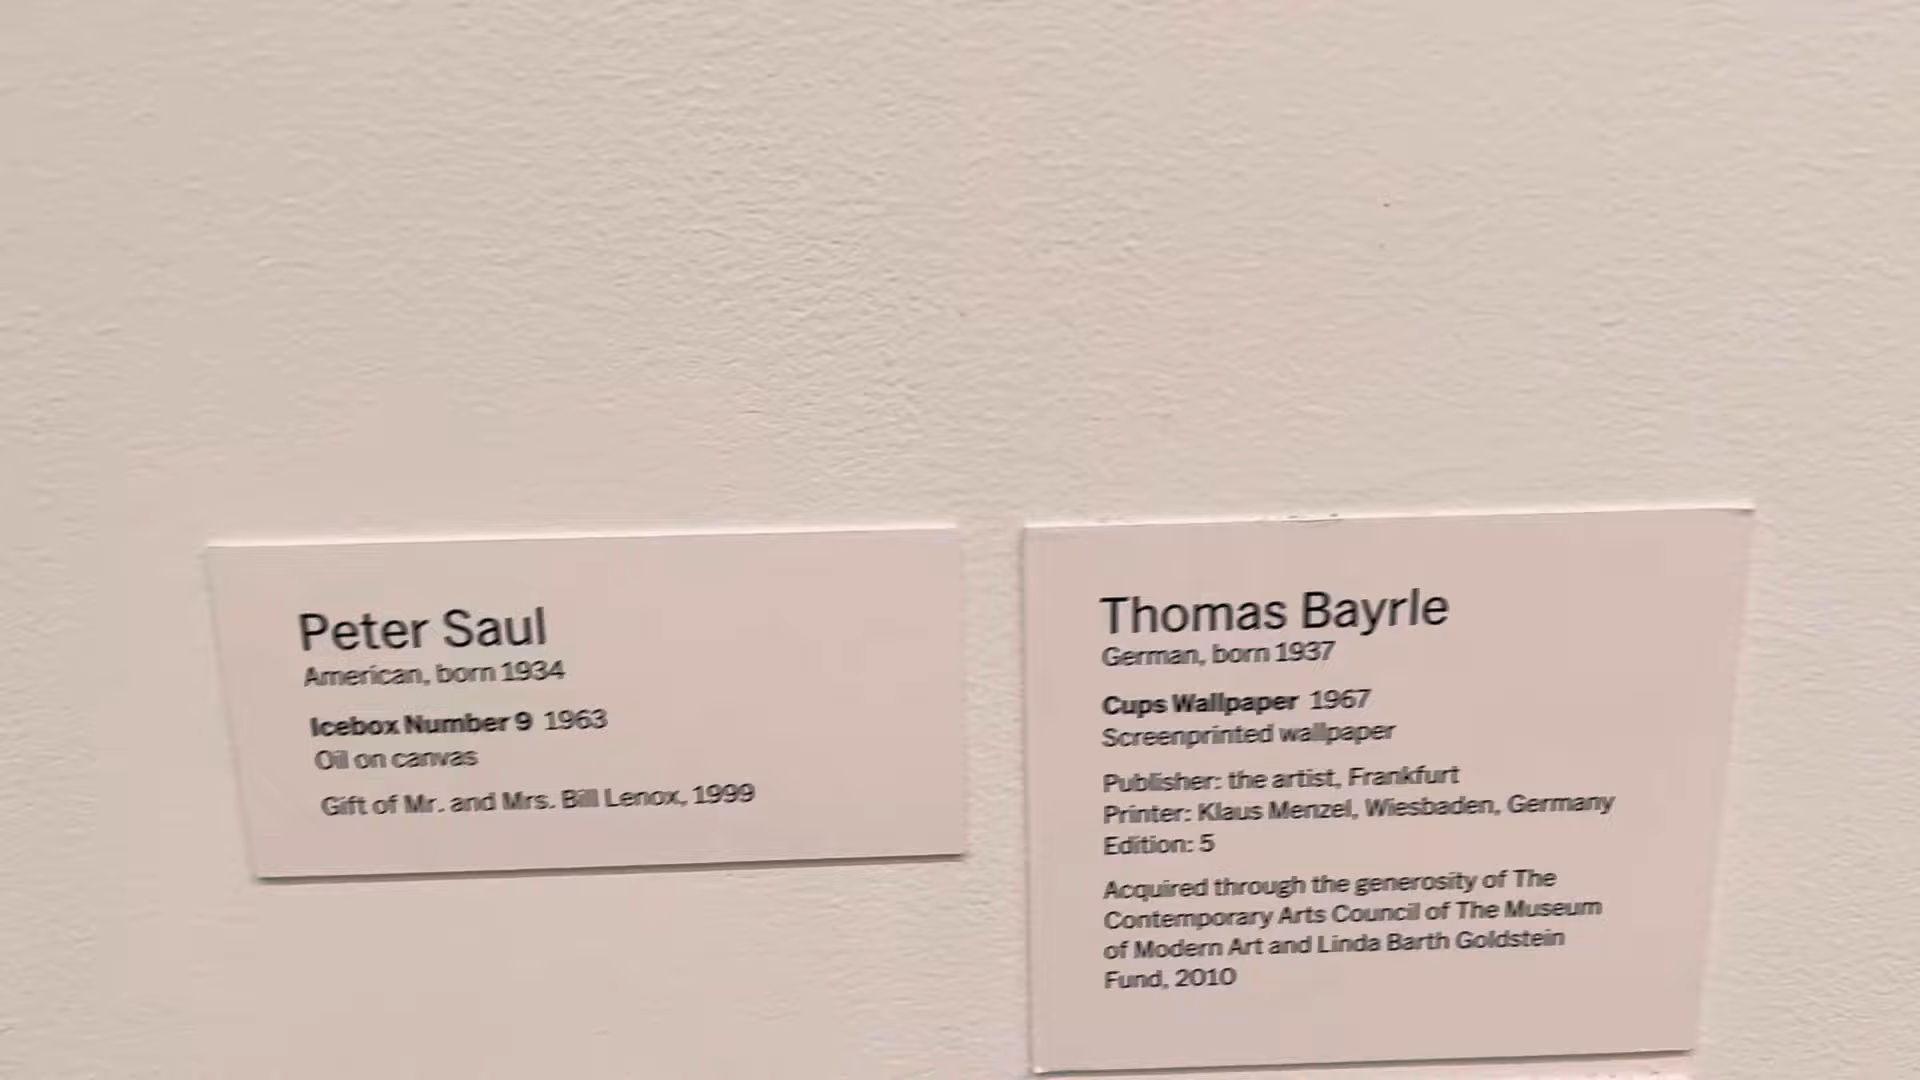 Peter Saul
American, born 1934
Icebox Number 9 1963
Oil on canvas
Gift of Mr. and Mrs. Bill Lenox, 1999
Thomas Bayrle
German, born 1937
Cups Wallpaper 1967
Screenprinted wallpaper
Publisher: the artist, Frankfurt
Printer: Klaus Menzel, Wiesbaden, Germany
Edition: 5
Acquired through the generosity of The
Contemporary Arts Council of The Museum
of Modern Art and Linda Barth Goldstein
Fund, 2010